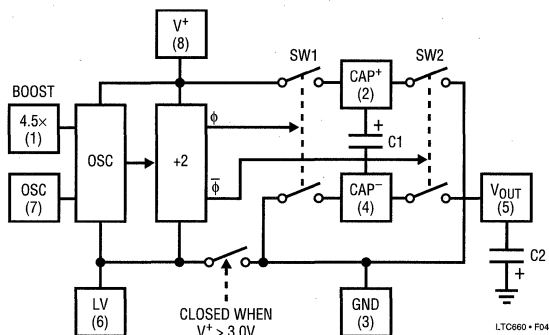 V+
(8)
SW1
SW2
CAP+
(2)
BOOST
4.5×
(1)
OSC
+2
ϕ
+
C1
OSC
(7)
ϕ̅
CAP−
(4)
VOUT
(5)
C2
+
LV
(6)
CLOSED WHEN
V+ > 3.0V
GND
(3)
LTC660 • F04